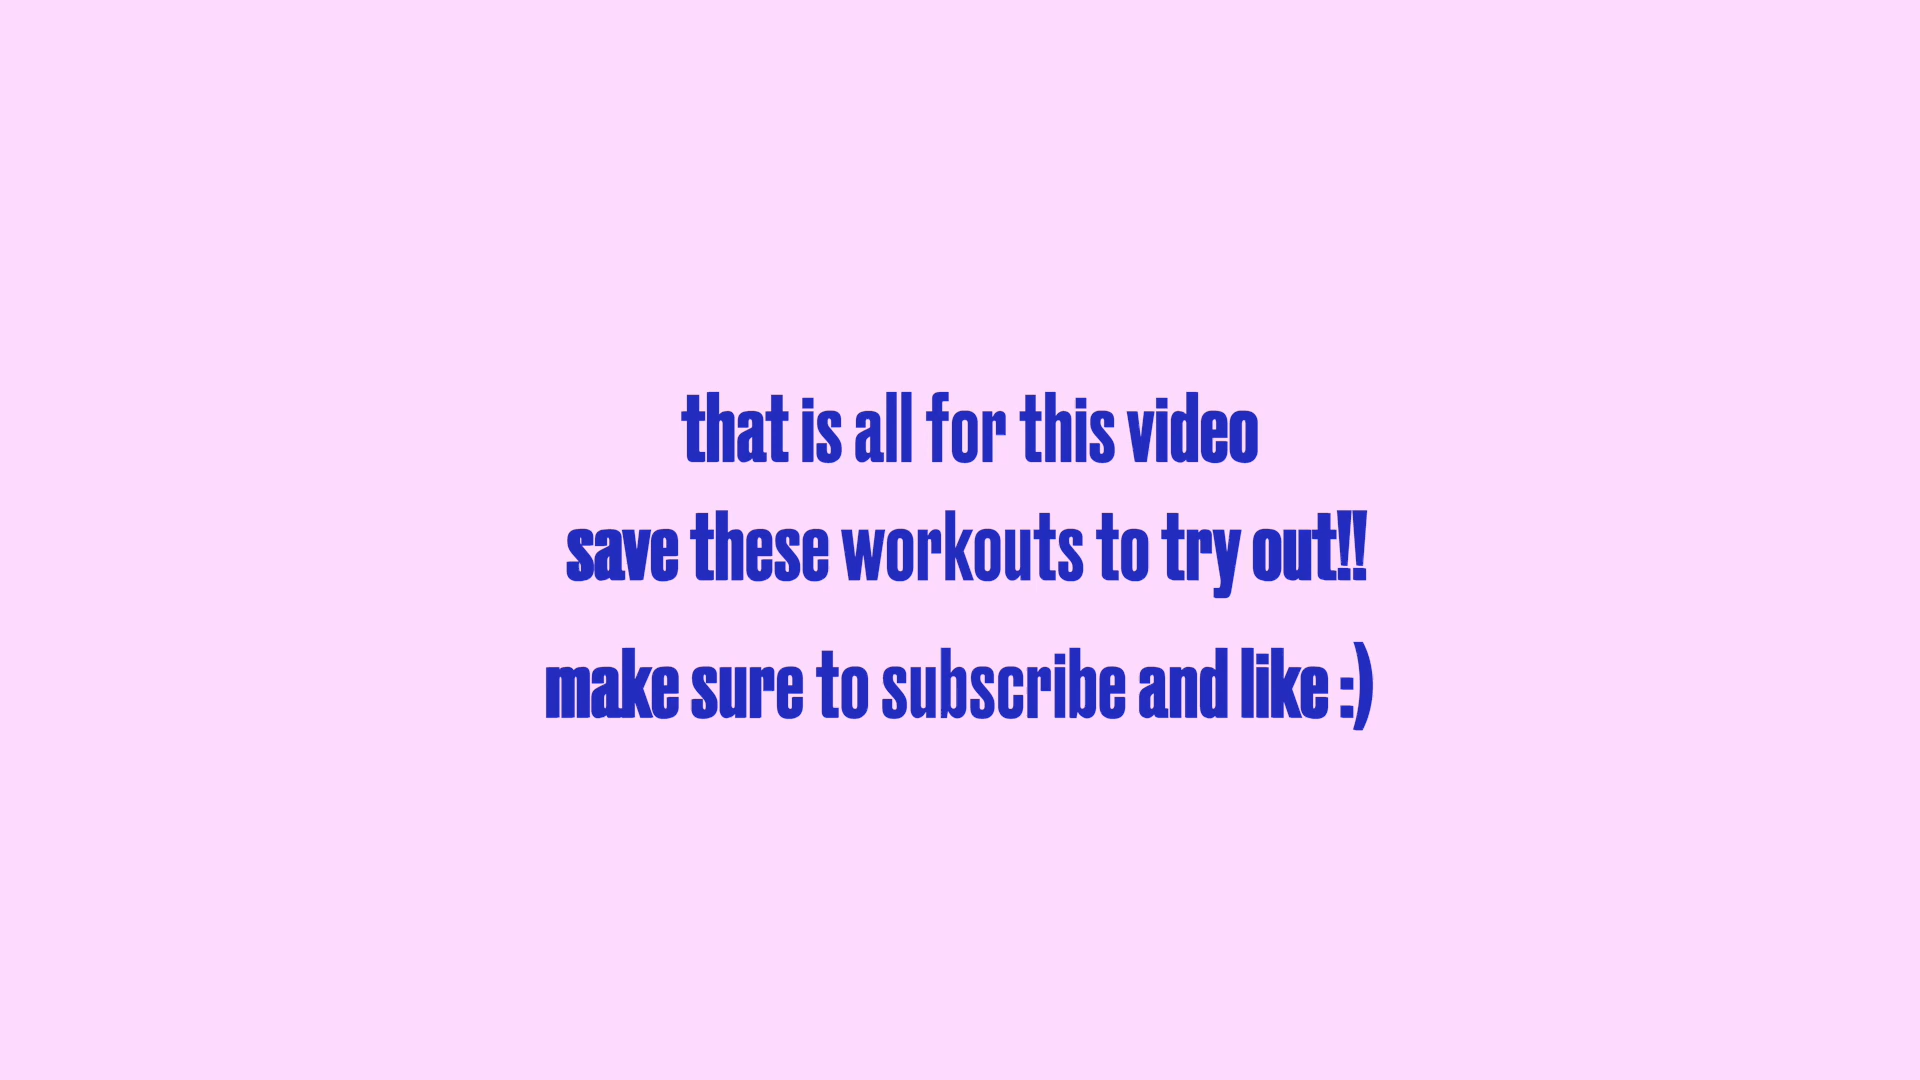 that is all for this video
save these workouts to try out!!
make sure to subscribe and like :)